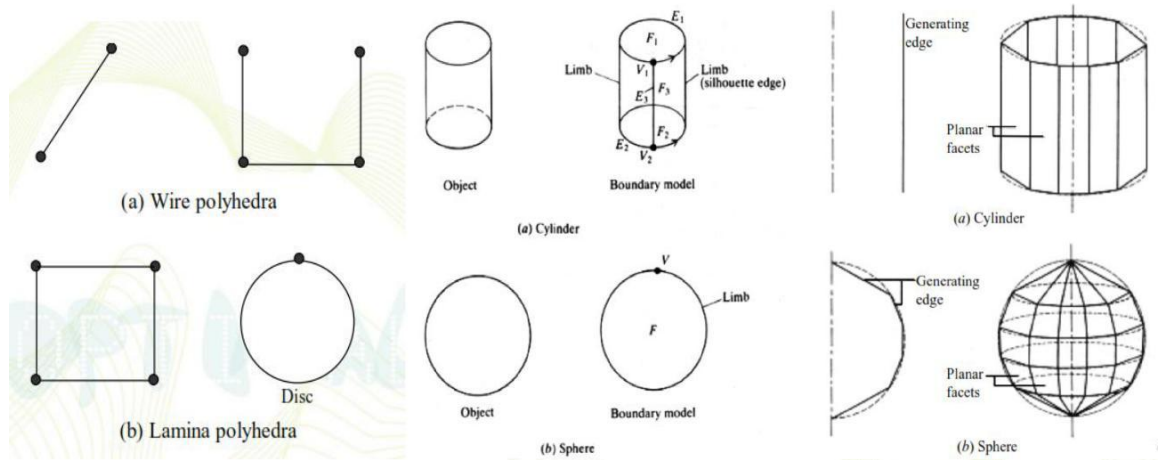 (a) Wire polyhedra
Disc
(b) Lamina polyhedra
Object
Limb
E₁
F₁
V₁
E₃
F₃
F₂
E₂
V₂
Limb
(silhouette edge)
Boundary model
(a) Cylinder
Object
V
Limb
F
Boundary model
(b) Sphere
Generating
edge
Planar
facets
(a) Cylinder
Generating
edge
Planar
facets
(b) Sphere